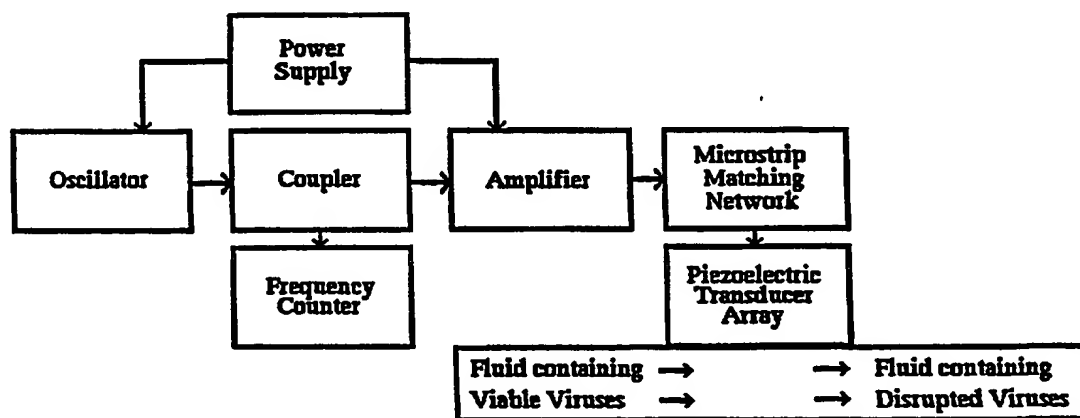 Power
Supply
Oscillator
Coupler
Amplifier
Microstrip
Matching
Network
Frequency
Counter
Piezoelectric
Transducer
Array
Fluid containing → → Fluid containing
Viable Viruses → → Disrupted Viruses